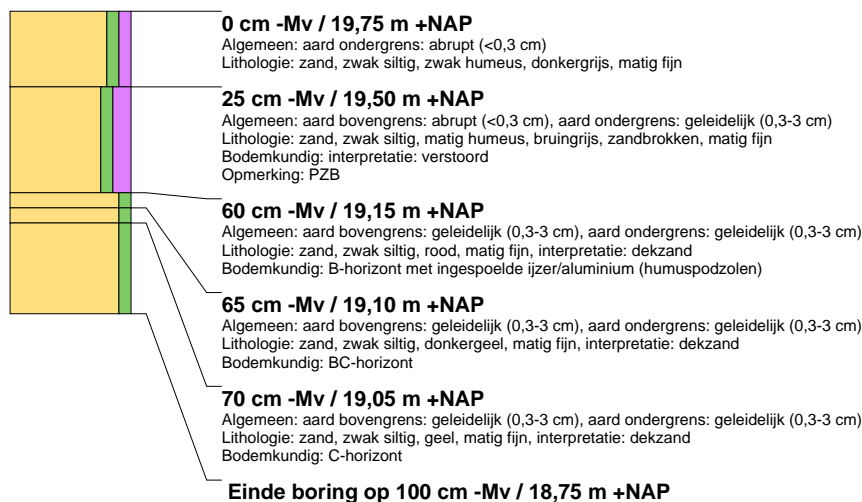 0 cm -Mv / 19,75 m +NAP
Algemeen: aard ondergrens: abrupt (<0,3 cm)
Lithologie: zand, zwak siltig, zwak humeus, donkergrijs, matig fijn
25 cm -Mv / 19,50 m +NAP
Algemeen: aard bovengrens: abrupt (<0,3 cm), aard ondergrens: geleidelijk (0,3-3 cm)
Lithologie: zand, zwak siltig, matig humeus, bruingrijs, zandbrokken, matig fijn
Bodemkundig: interpretatie: verstoord
Opmerking: PZB
60 cm -Mv / 19,15 m +NAP
Algemeen: aard bovengrens: geleidelijk (0,3-3 cm), aard ondergrens: geleidelijk (0,3-3 cm)
Lithologie: zand, zwak siltig, rood, matig fijn, interpretatie: dekzand
Bodemkundig: B-horizont met ingespoelde ijzer/aluminium (humuspodzolen)
65 cm -Mv / 19,10 m +NAP
Algemeen: aard bovengrens: geleidelijk (0,3-3 cm), aard ondergrens: geleidelijk (0,3-3 cm)
Lithologie: zand, zwak siltig, donkergeel, matig fijn, interpretatie: dekzand
Bodemkundig: BC-horizont
70 cm -Mv / 19,05 m +NAP
Algemeen: aard bovengrens: geleidelijk (0,3-3 cm), aard ondergrens: geleidelijk (0,3-3 cm)
Lithologie: zand, zwak siltig, geel, matig fijn, interpretatie: dekzand
Bodemkundig: C-horizont
Einde boring op 100 cm -Mv / 18,75 m +NAP